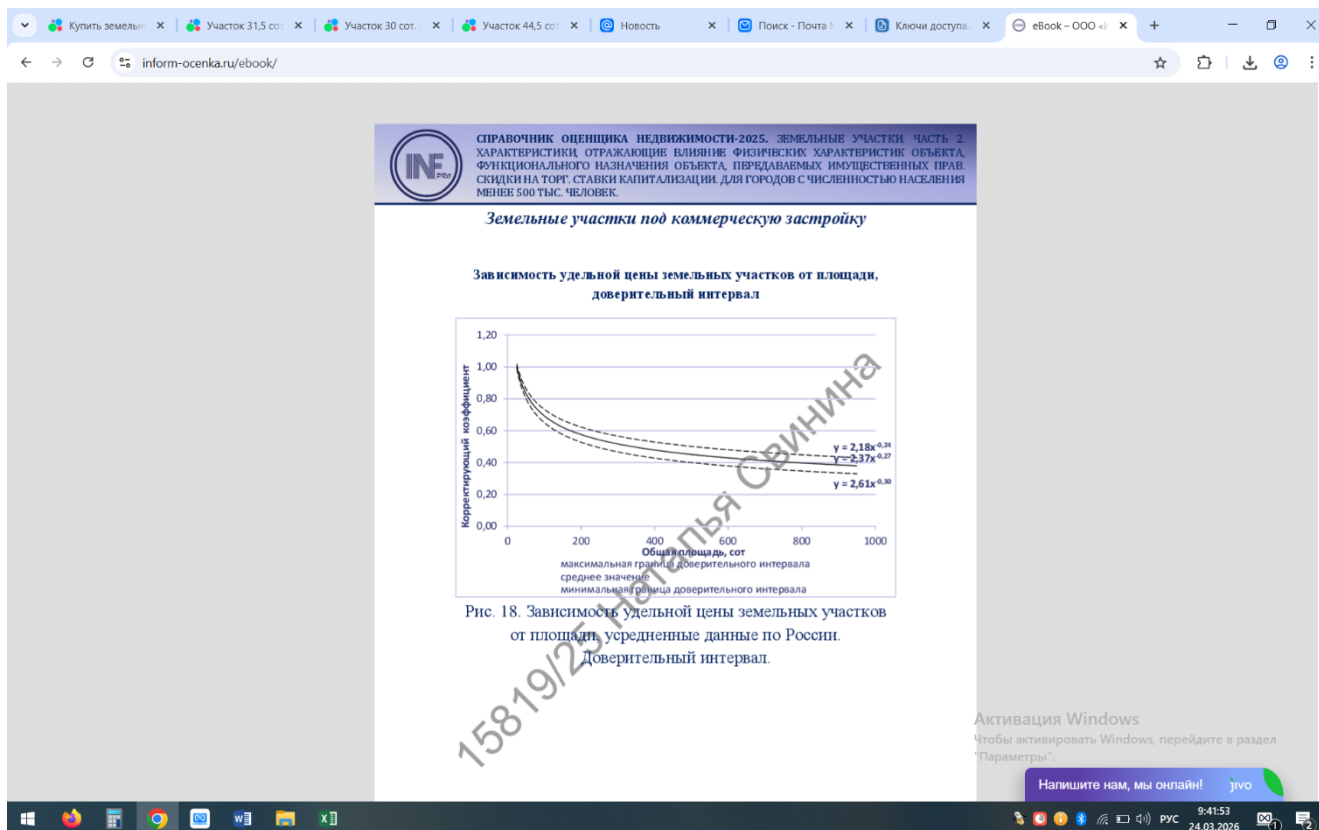 Купить земельн
Участок 31,5 сот
Участок 30 сот.
Участок 44,5 сот
Новость
Поиск - Почта
Ключи доступа
eBook – ООО «И
inform-ocenka.ru/ebook/
INF
PRO
СПРАВОЧНИК ОЦЕНЩИКА НЕДВИЖИМОСТИ-2025. ЗЕМЕЛЬНЫЕ УЧАСТКИ. ЧАСТЬ 2.
ХАРАКТЕРИСТИКИ, ОТРАЖАЮЩИЕ ВЛИЯНИЕ ФИЗИЧЕСКИХ ХАРАКТЕРИСТИК ОБЪЕКТА,
ФУНКЦИОНАЛЬНОГО НАЗНАЧЕНИЯ ОБЪЕКТА, ПЕРЕДАВАЕМЫХ ИМУЩЕСТВЕННЫХ ПРАВ.
СКИДКИ НА ТОРГ. СТАВКИ КАПИТАЛИЗАЦИИ. ДЛЯ ГОРОДОВ С ЧИСЛЕННОСТЬЮ НАСЕЛЕНИЯ
МЕНЕЕ 500 ТЫС. ЧЕЛОВЕК.
Земельные участки под коммерческую застройку
Зависимость удельной цены земельных участков от площади,
доверительный интервал
Корректирующий коэффициент
1,20
1,00
0,80
0,60
0,40
0,20
0,00
y = 2,18x^-0,24
y = 2,37x^-0,27
y = 2,61x^-0,30
0 200 400 600 800 1000
Общая площадь, сот
максимальная граница доверительного интервала
среднее значение
минимальная граница доверительного интервала
Рис. 18. Зависимость удельной цены земельных участков
от площади, усредненные данные по России.
Доверительный интервал.
15819/25 Наталья Свинина
Активация Windows
Чтобы активировать Windows, перейдите в раздел
"Параметры".
Напишите нам, мы онлайн! jivo
РУС
9:41:53
24.03.2026
1
2